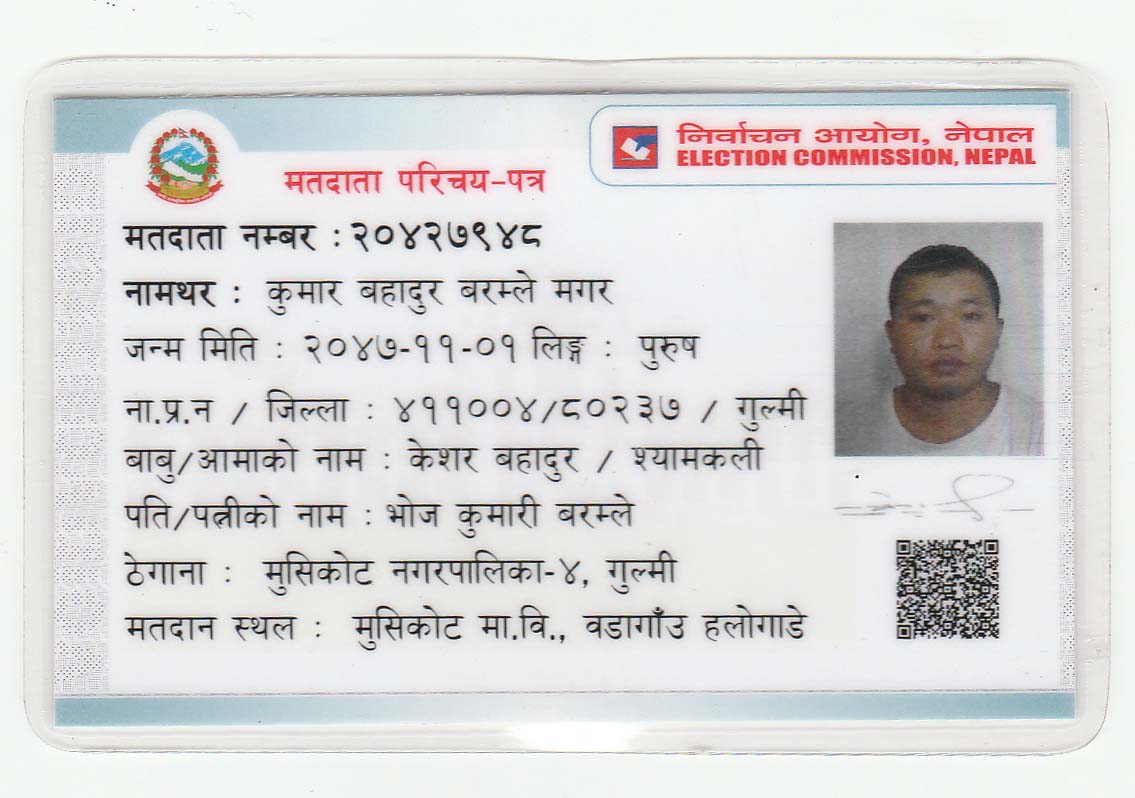 निर्वाचन आयोग, नेपाल
ELECTION COMMISSION, NEPAL
मतदाता परिचय-पत्र
मतदाता नम्बर : २०४२७९४८
नामथर : कुमार बहादुर बरम्ले मगर
जन्म मिति : २०४७-११-०१ लिङ्ग : पुरुष
ना.प्र.न / जिल्ला : ४११००४/८०२३७ / गुल्मी
बाबु/आमाको नाम : केशर बहादुर / श्यामकली
पति/पत्नीको नाम : भोज कुमारी बरम्ले
ठेगाना : मुसिकोट नगरपालिका-४, गुल्मी
मतदान स्थल : मुसिकोट मा.वि., वडागाँउ हलोगाडे